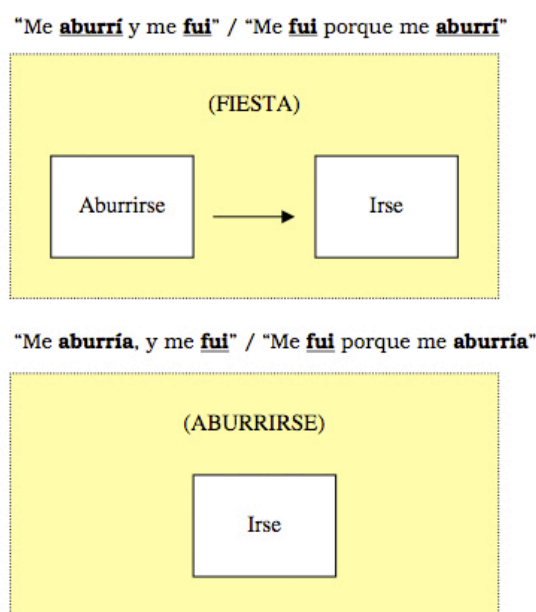 “Me aburrí y me fui” / “Me fui porque me aburrí”
(FIESTA)
Aburrirse
Irse
“Me aburría, y me fui” / “Me fui porque me aburría”
(ABURRIRSE)
Irse